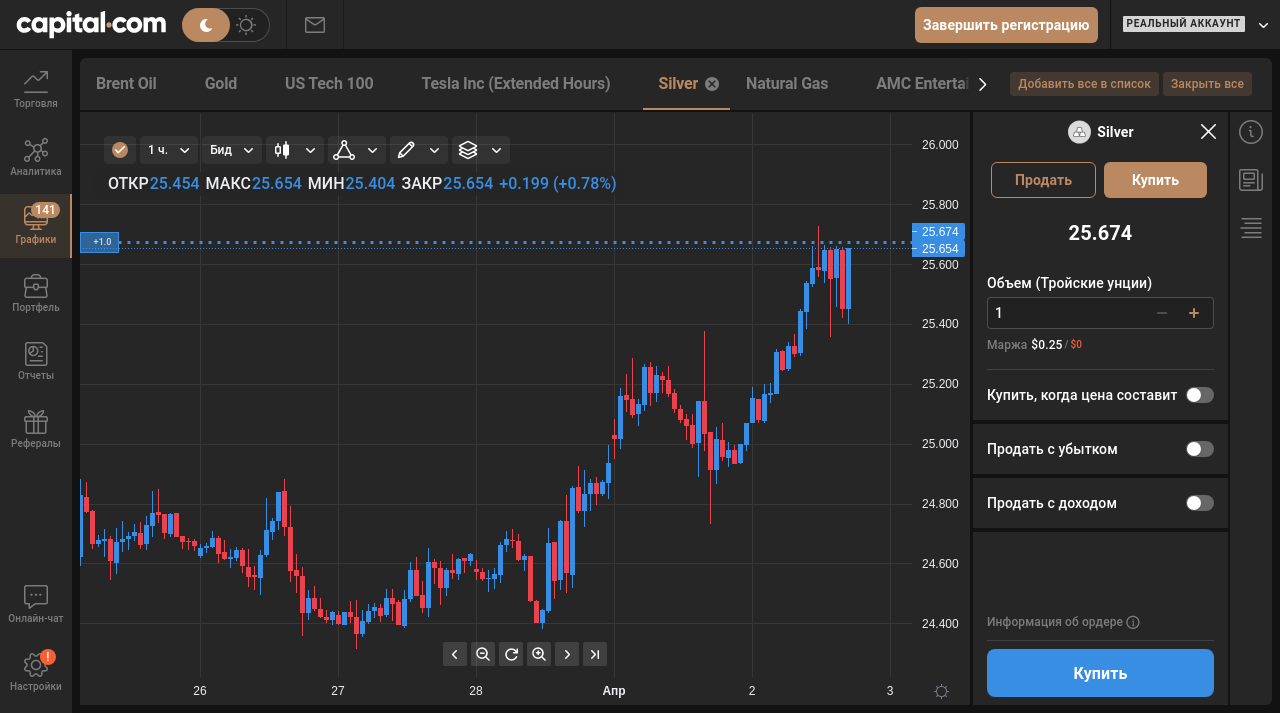 capital.com
Завершить регистрацию
РЕАЛЬНЫЙ АККАУНТ
Brent Oil
Gold
US Tech 100
Tesla Inc (Extended Hours)
Silver
Natural Gas
AMC Enterta
Добавить все в список
Закрыть все
Торговля
Аналитика
141
Графики
Портфель
Отчеты
Рефералы
Онлайн-чат
!
Настройки
1 ч.
Бид
ОТКР25.454 МАКС25.654 МИН25.404 ЗАКР25.654 +0.199 (+0.78%)
+1.0
26.000
25.800
25.674
25.654
25.600
25.400
25.200
25.000
24.800
24.600
24.400
26
27
28
Апр
2
3
Silver
Продать
Купить
25.674
Объем (Тройские унции)
1
Маржа $0.25 / $0
Купить, когда цена составит
Продать с убытком
Продать с доходом
Информация об ордере
Купить